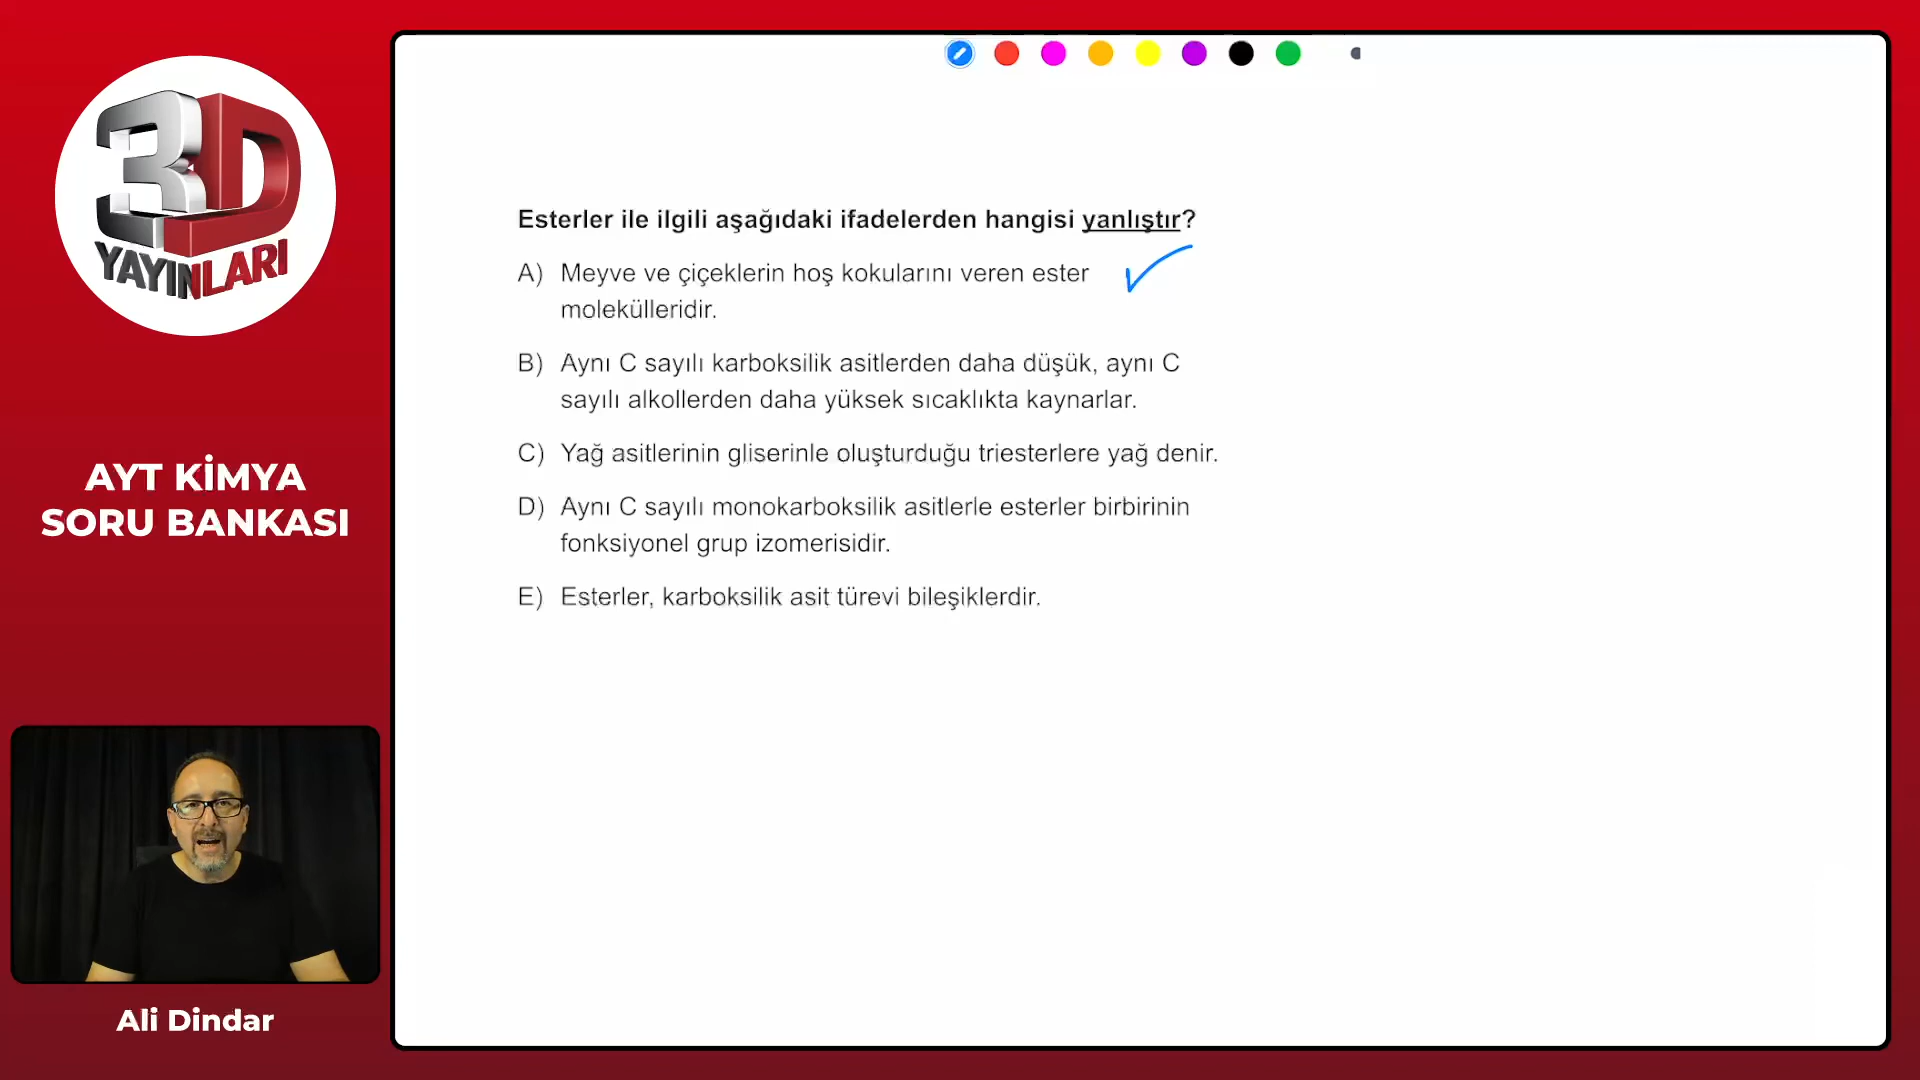 3D
YAYINLARI
AYT KİMYA
SORU BANKASI
Ali Dindar
Esterler ile ilgili aşağıdaki ifadelerden hangisi yanlıştır?
A) Meyve ve çiçeklerin hoş kokularını veren ester
molekülleridir.
B) Aynı C sayılı karboksilik asitlerden daha düşük, aynı C
sayılı alkollerden daha yüksek sıcaklıkta kaynarlar.
C) Yağ asitlerinin gliserinle oluşturduğu triesterlere yağ denir.
D) Aynı C sayılı monokarboksilik asitlerle esterler birbirinin
fonksiyonel grup izomerisidir.
E) Esterler, karboksilik asit türevi bileşiklerdir.